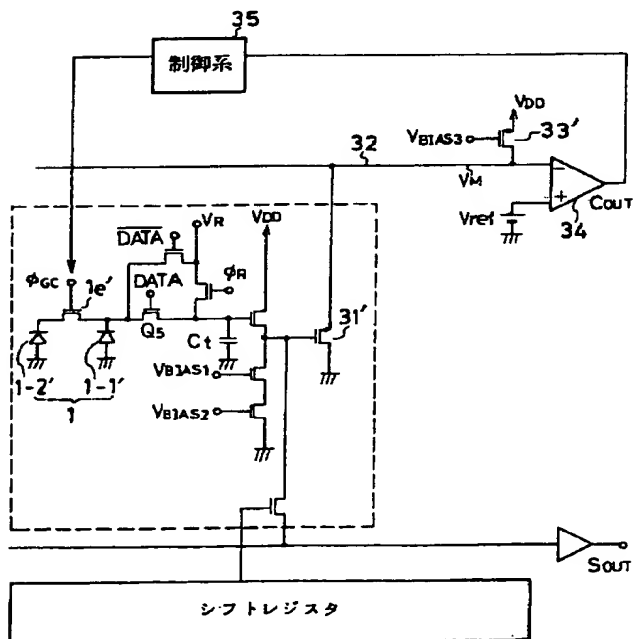 35
制御系
VDD
VBIAS3
33'
32
VM
COUT
Vref
34
VR
VDD
DATA
DATA
φGC
1e'
φR
Q5
Ct
31'
1-2'
1-1'
1
VBIAS1
VBIAS2
SOUT
シフトレジスタ